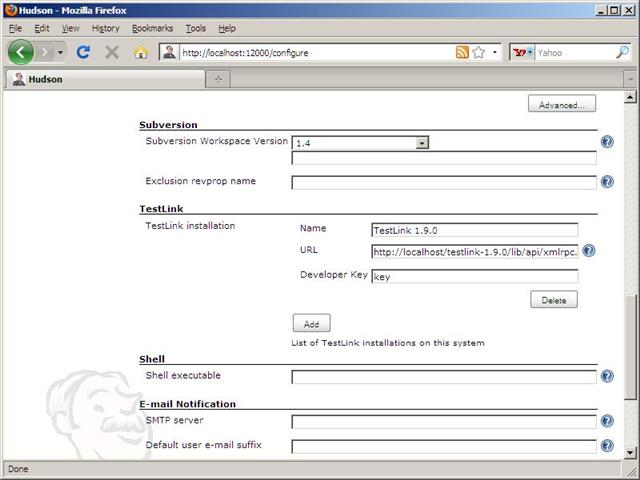 Hudson - Mozilla Firefox
File Edit View History Bookmarks Tools Window Help
http://localhost:12000/configure
Yahoo
Hudson
Advanced...
Subversion
Subversion Workspace Version 1.4
Exclusion revprop name
TestLink
TestLink installation Name TestLink 1.9.0
URL http://localhost/testlink-1.9.0/lib/api/xmlrpc.
Developer Key key
Delete
Add
List of TestLink installations on this system
Shell
Shell executable
E-mail Notification
SMTP server
Default user e-mail suffix
Done